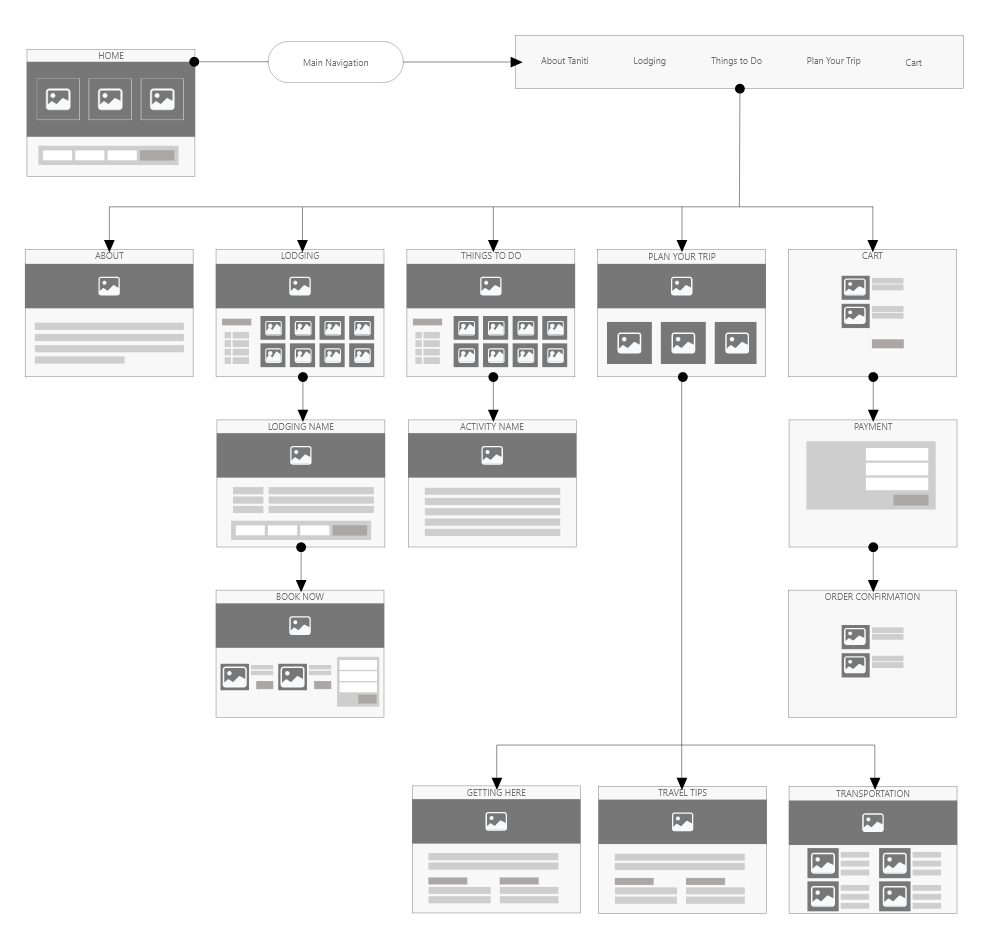 HOME
Main Navigation
About Taniti
Lodging
Things to Do
Plan Your Trip
Cart
ABOUT
LODGING
THINGS TO DO
PLAN YOUR TRIP
CART
LODGING NAME
ACTIVITY NAME
PAYMENT
BOOK NOW
ORDER CONFIRMATION
GETTING HERE
TRAVEL TIPS
TRANSPORTATION